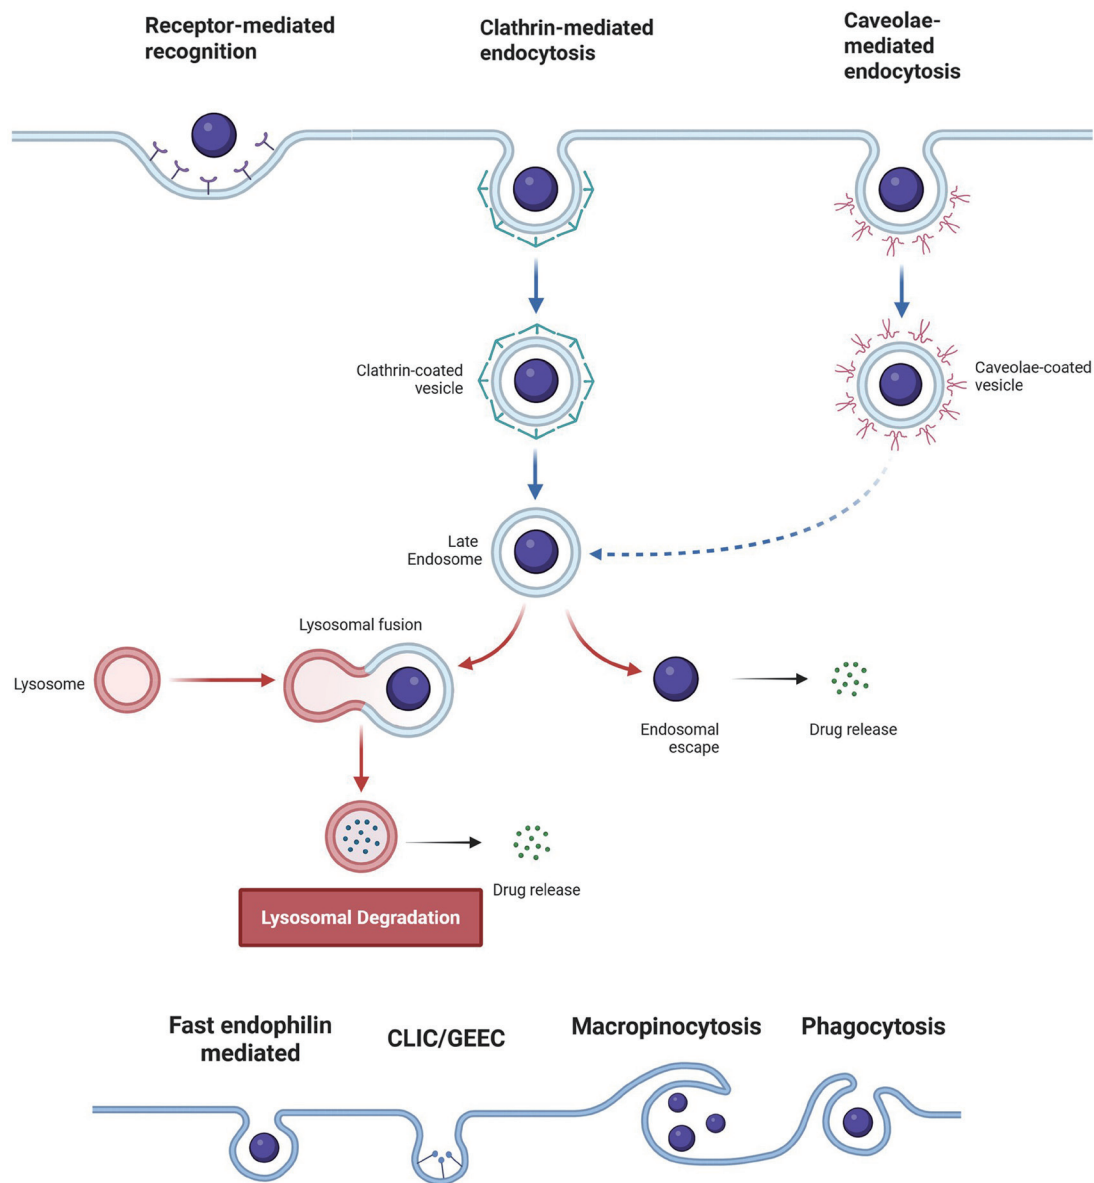 Receptor-mediated
recognition
Clathrin-mediated
endocytosis
Caveolae-
mediated
endocytosis
Clathrin-coated
vesicle
Caveolae-coated
vesicle
Late
Endosome
Lysosomal fusion
Lysosome
Endosomal
escape
Drug release
Drug release
Lysosomal Degradation
Fast endophilin
mediated
CLIC/GEEC
Macropinocytosis
Phagocytosis